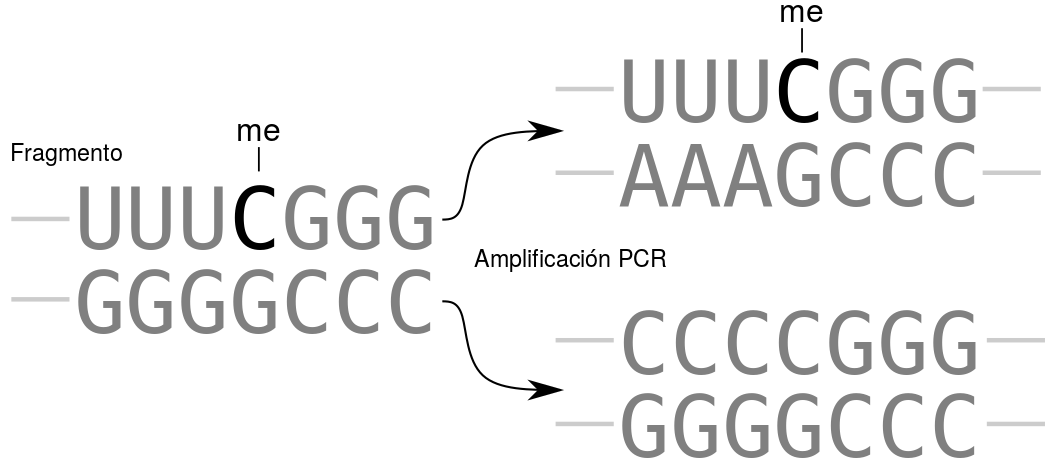 me
Fragmento
UUUCGGG
GGGGCCC
Amplificación PCR
me
UUUCGGG
AAAGCCC
CCCCGGG
GGGGCCC